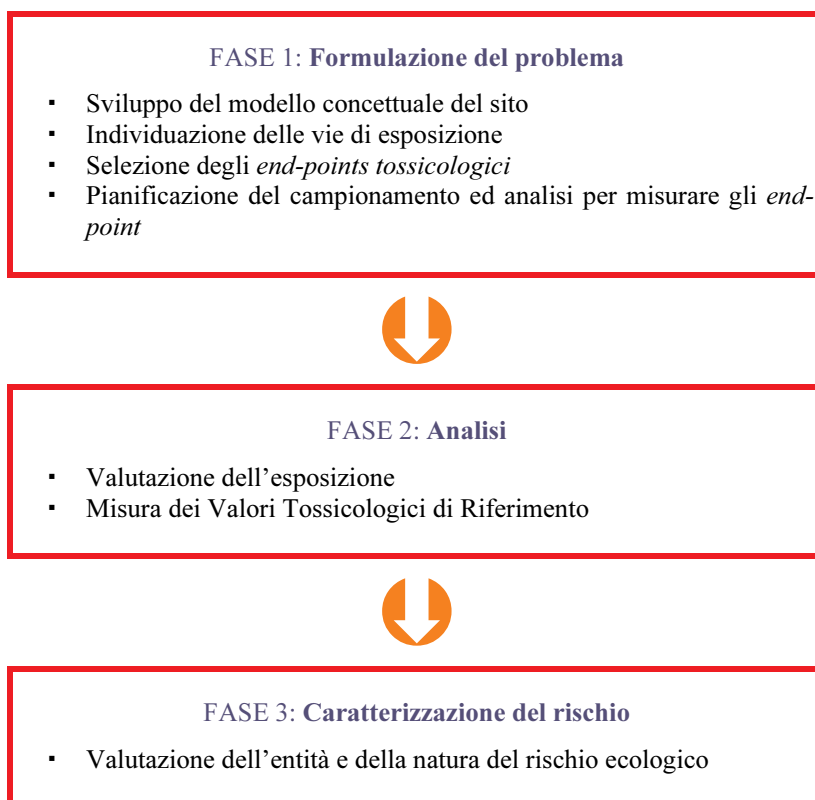 FASE 1: Formulazione del problema
▪ Sviluppo del modello concettuale del sito
▪ Individuazione delle vie di esposizione
▪ Selezione degli end-points tossicologici
▪ Pianificazione del campionamento ed analisi per misurare gli end-
point
FASE 2: Analisi
▪ Valutazione dell’esposizione
▪ Misura dei Valori Tossicologici di Riferimento
FASE 3: Caratterizzazione del rischio
▪ Valutazione dell’entità e della natura del rischio ecologico